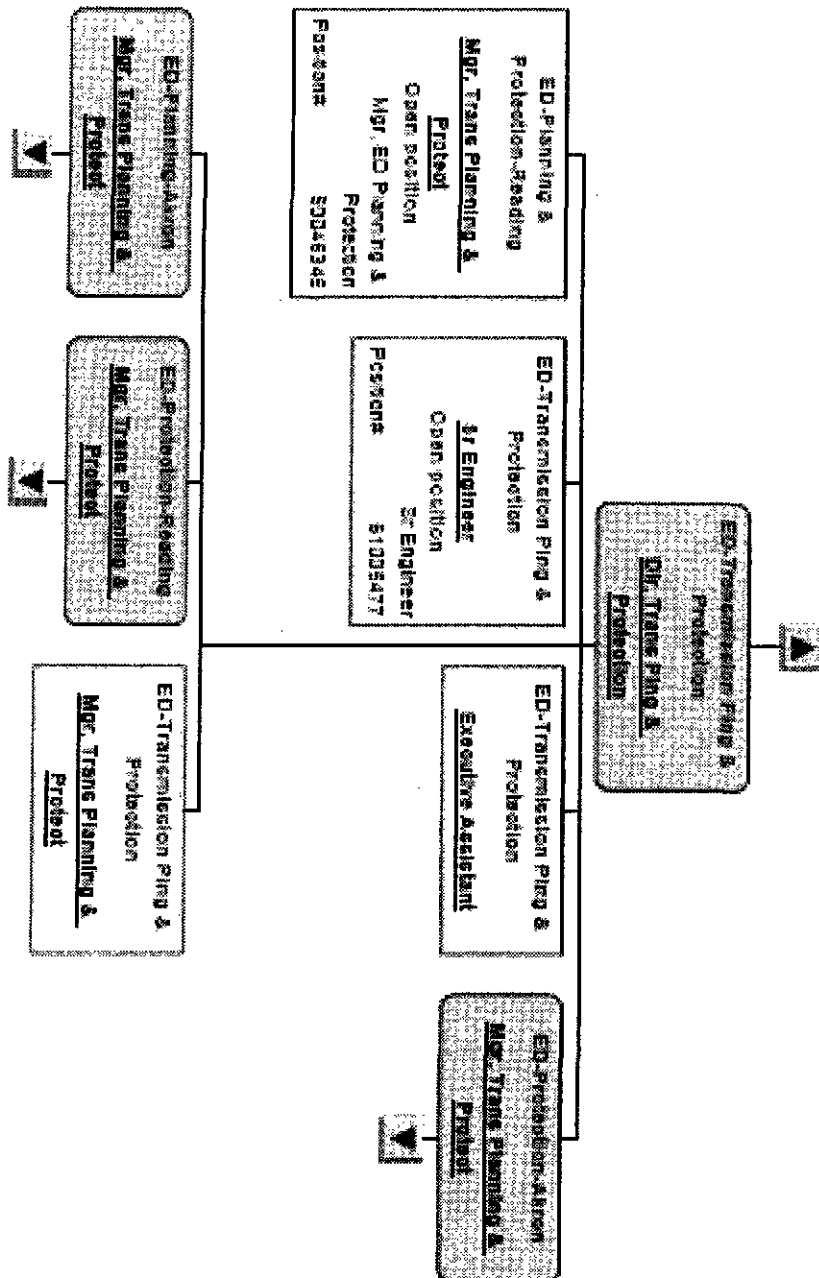 ED-Transmission Plng &
Protection
Dir. Trans Plng &
Protection
ED-Planning &
Protection-Reading
Mgr, Trans Planning &
Protect
Open position
Mgr, ED Planning &
Protection
Position#
ED-Transmission Plng &
Protection
Sr Engineer
Open position
Sr Engineer
Position# 51005477
ED-Transmission Plng &
Protection
Executive Assistant
ED-Protection-Akron
Mgr, Trans Planning &
Protect
ED-Planning-Akron
Mgr, Trans Planning &
Protect
ED-Protection-Reading
Mgr, Trans Planning &
Protect
ED-Transmission Plng &
Protection
Mgr, Trans Planning &
Protect